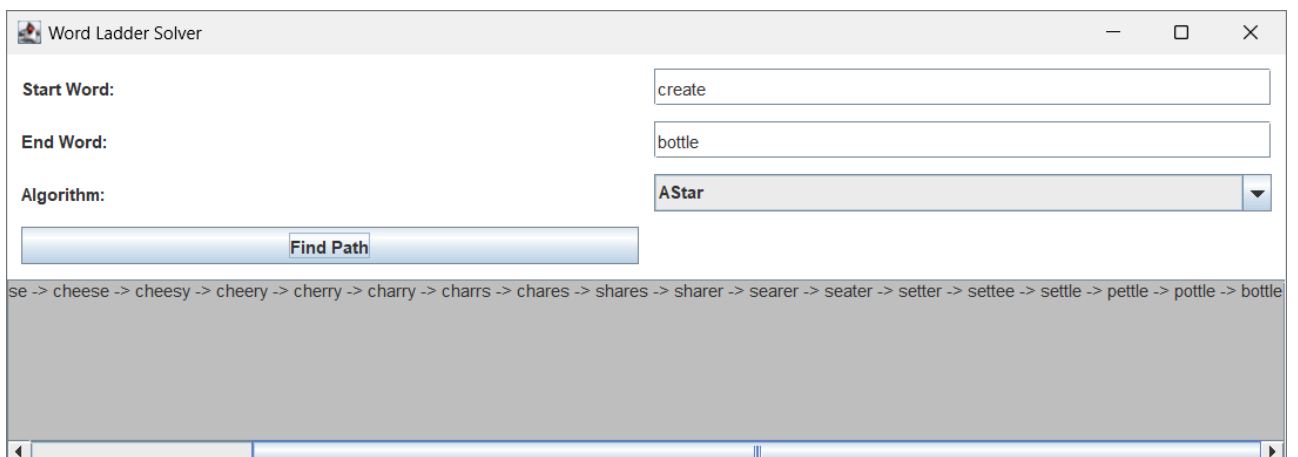 Word Ladder Solver
Start Word:
create
End Word:
bottle
Algorithm:
AStar
Find Path
se -> cheese -> cheesy -> cheery -> cherry -> charry -> charrs -> chares -> shares -> sharer -> searer -> seater -> setter -> settee -> settle -> pettle -> pottle -> bottle